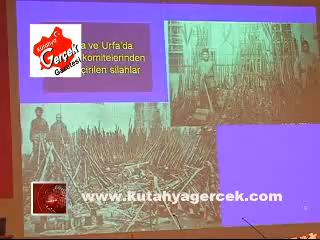 Kütahya
Gerçek
Gazetesi
a ve Urfa'da
komitelerinden
çirilen silahlar
www.kutahyagercek.com